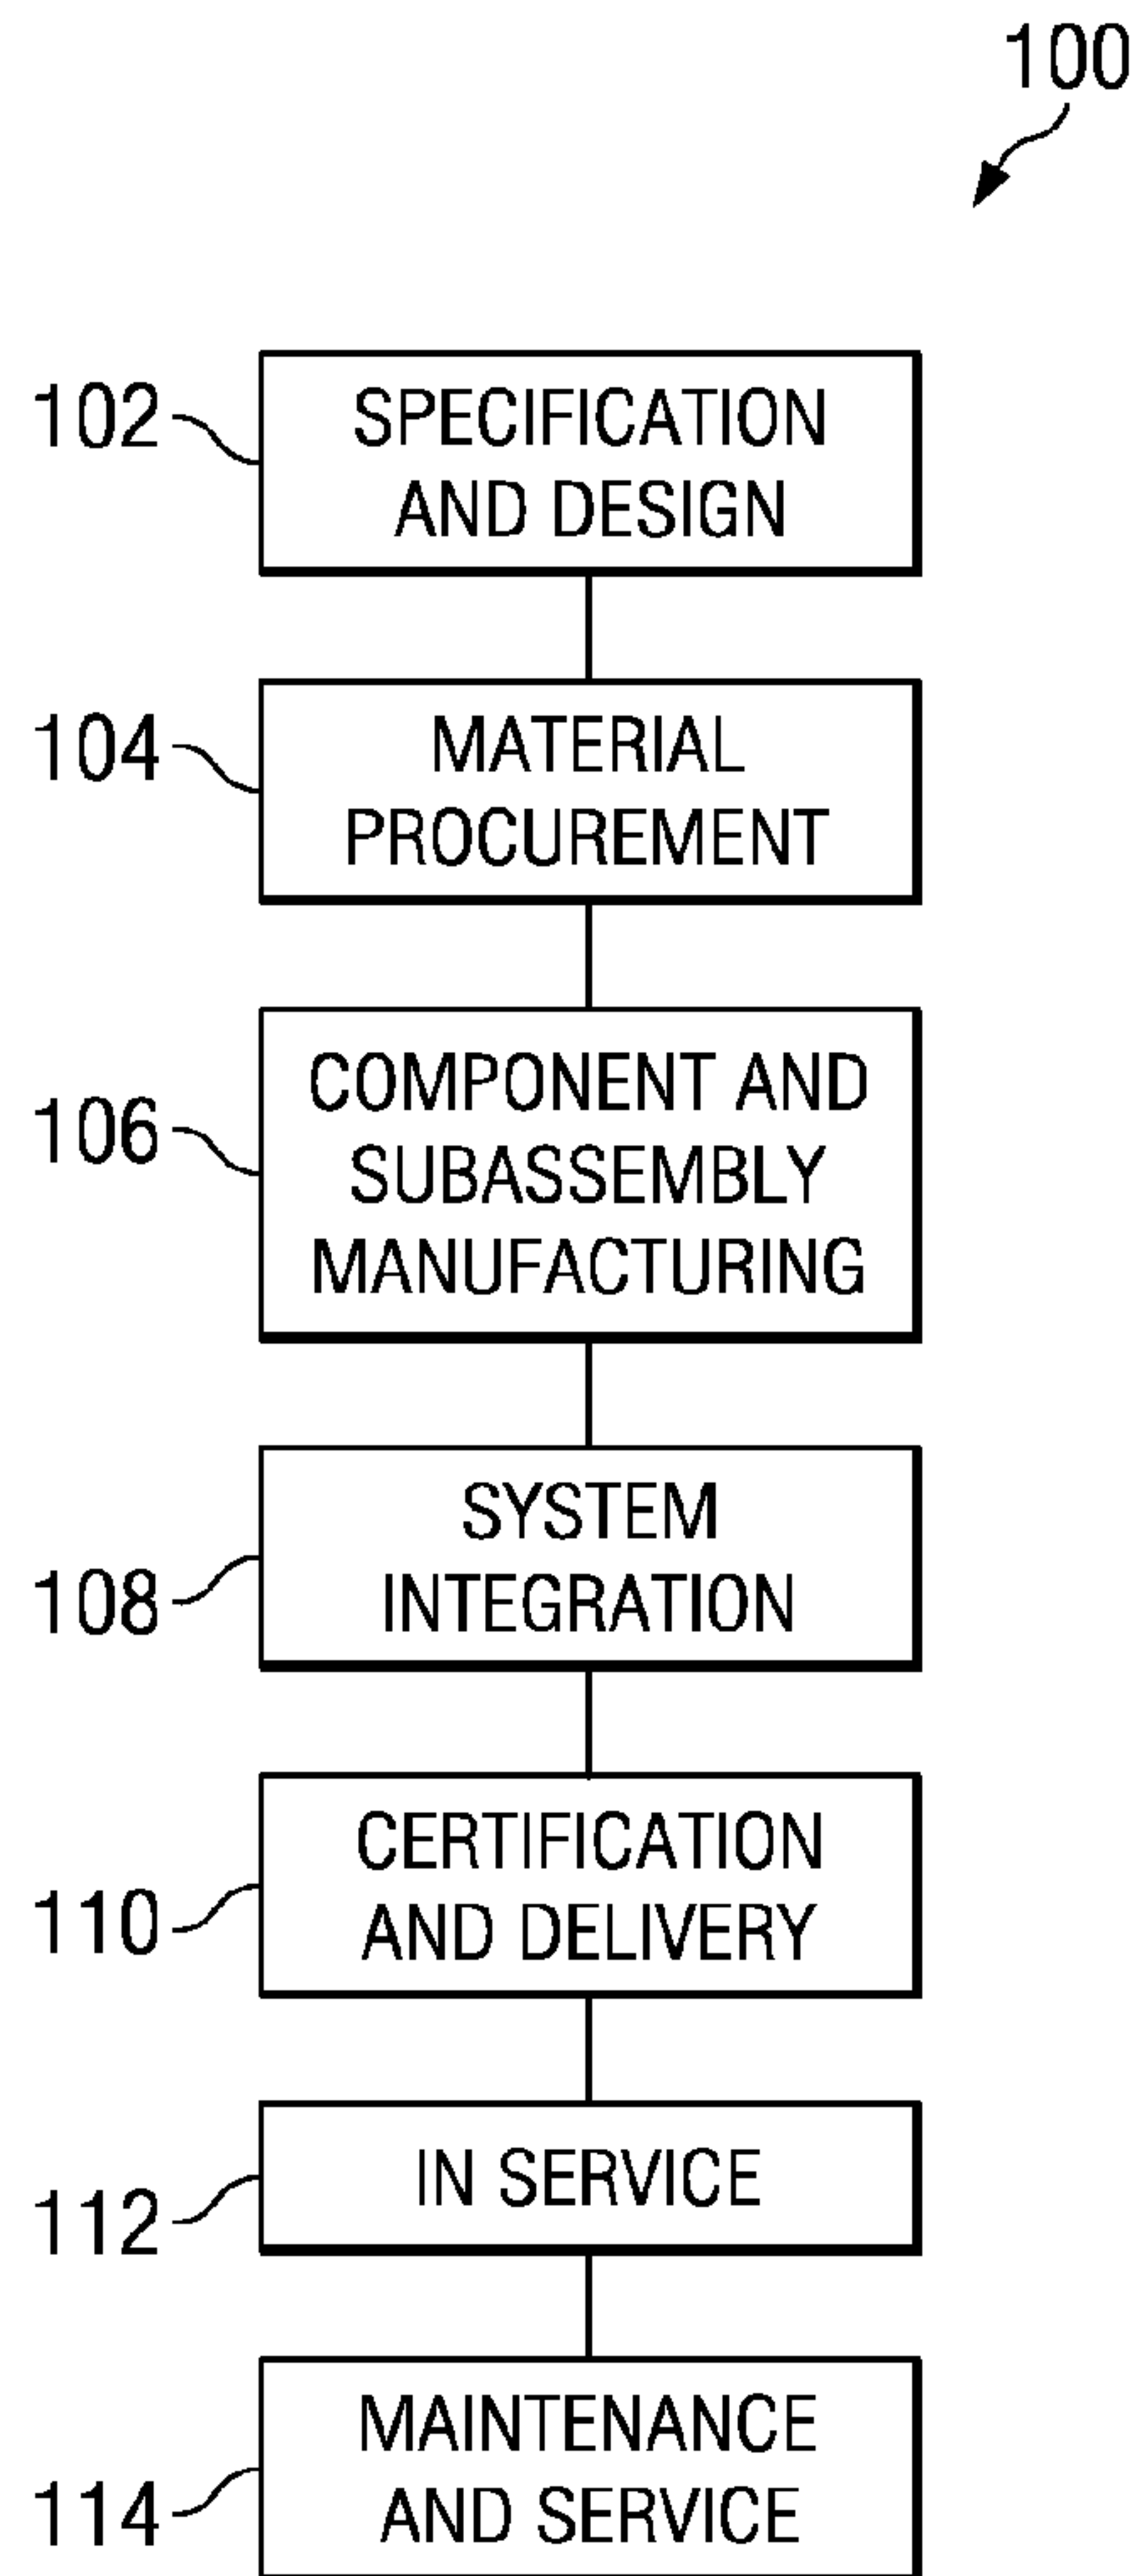 100
102
SPECIFICATION
AND DESIGN
104
MATERIAL
PROCUREMENT
106
COMPONENT AND
SUBASSEMBLY
MANUFACTURING
108
SYSTEM
INTEGRATION
110
CERTIFICATION
AND DELIVERY
112
IN SERVICE
114
MAINTENANCE
AND SERVICE